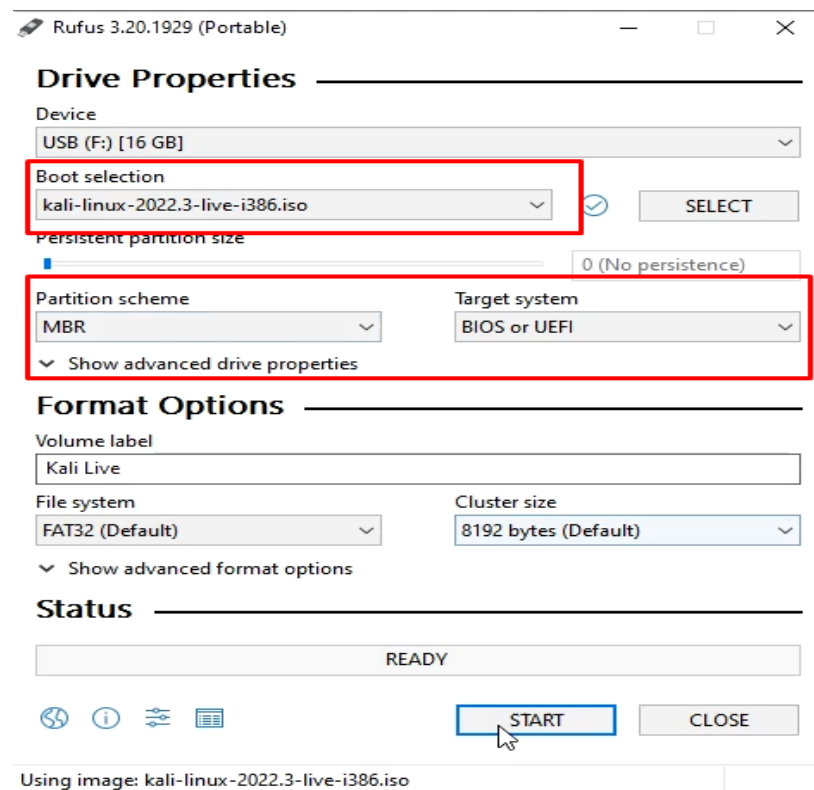 Rufus 3.20.1929 (Portable)
Drive Properties
Device
USB (F:) [16 GB]
Boot selection
kali-linux-2022.3-live-i386.iso
SELECT
Persistent partition size
0 (No persistence)
Partition scheme Target system
MBR BIOS or UEFI
Show advanced drive properties
Format Options
Volume label
Kali Live
File system Cluster size
FAT32 (Default) 8192 bytes (Default)
Show advanced format options
Status
READY
START CLOSE
Using image: kali-linux-2022.3-live-i386.iso